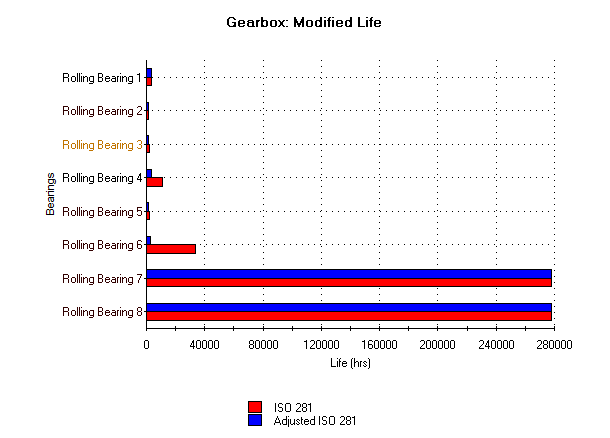 Gearbox: Modified Life
Rolling Bearing 1
Rolling Bearing 2
Rolling Bearing 3
Rolling Bearing 4
Rolling Bearing 5
Rolling Bearing 6
Rolling Bearing 7
Rolling Bearing 8
Bearings
0 40000 80000 120000 160000 200000 240000 280000
Life (hrs)
ISO 281
Adjusted ISO 281